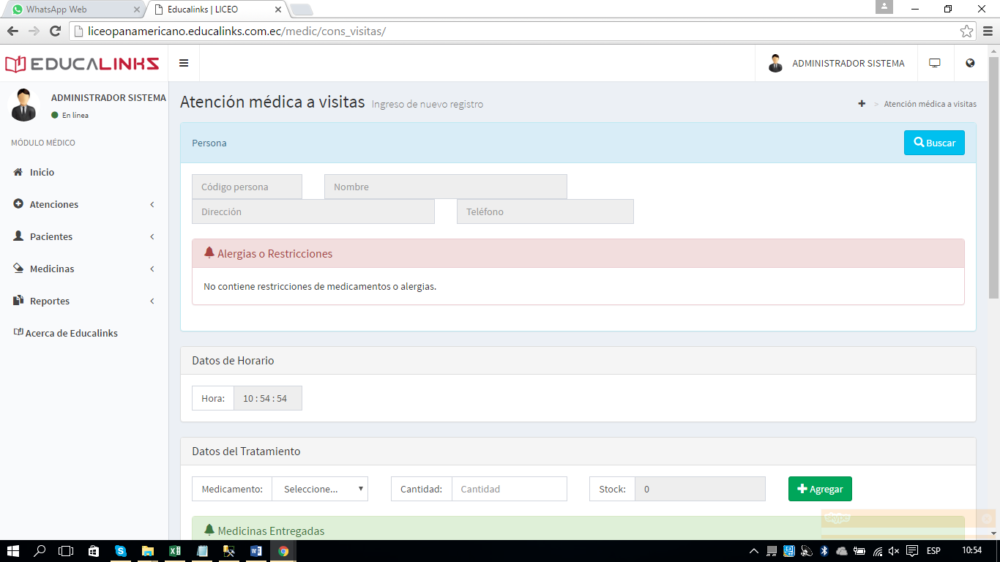 WhatsApp Web
Educalinks | LICEO
liceopanamericano.educalinks.com.ec/medic/cons_visitas/
EDUCALINKS
ADMINISTRADOR SISTEMA
ADMINISTRADOR SISTEMA
En línea
MÓDULO MÉDICO
Inicio
Atenciones
Pacientes
Medicinas
Reportes
Acerca de Educalinks
Atención médica a visitas Ingreso de nuevo registro
> Atención médica a visitas
Persona
Buscar
Código persona
Nombre
Dirección
Teléfono
Alergias o Restricciones
No contiene restricciones de medicamentos o alergias.
Datos de Horario
Hora: 10 : 54 : 54
Datos del Tratamiento
Medicamento: Seleccione...
Cantidad: Cantidad
Stock: 0
Agregar
skype
Medicinas Entregadas
ESP
10:54